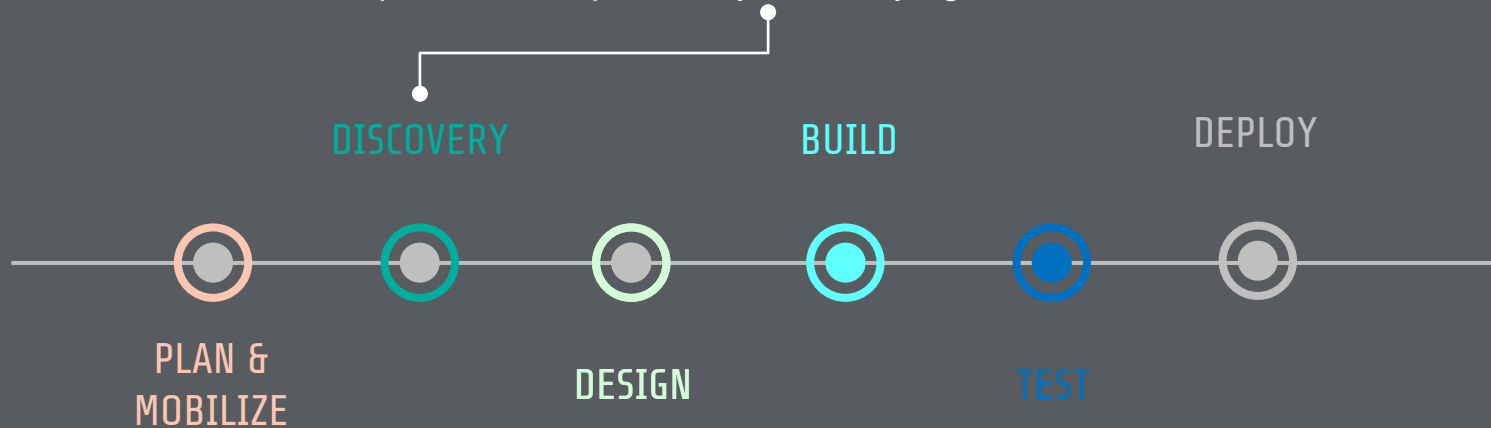 DISCOVERY
BUILD
DEPLOY
PLAN &
MOBILIZE
DESIGN
TEST